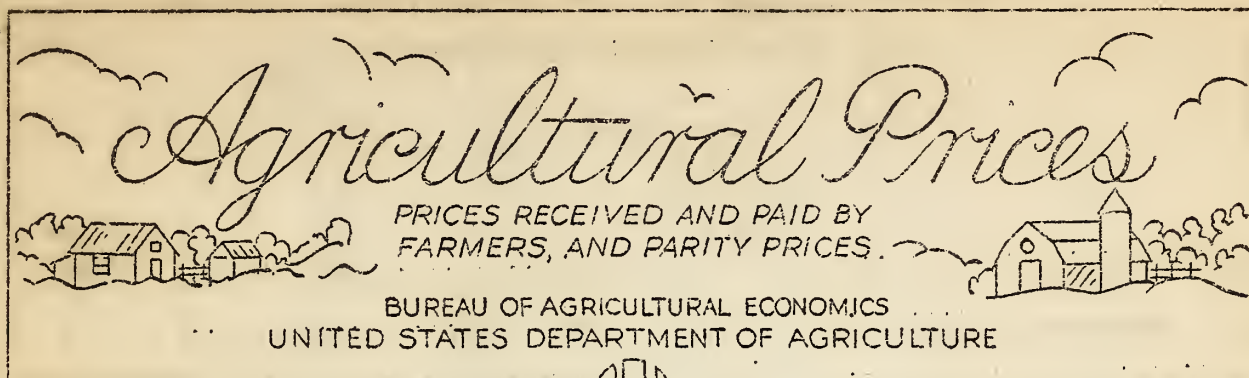 Agricultural Prices
PRICES RECEIVED AND PAID BY
FARMERS, AND PARITY PRICES.
BUREAU OF AGRICULTURAL ECONOMICS
UNITED STATES DEPARTMENT OF AGRICULTURE